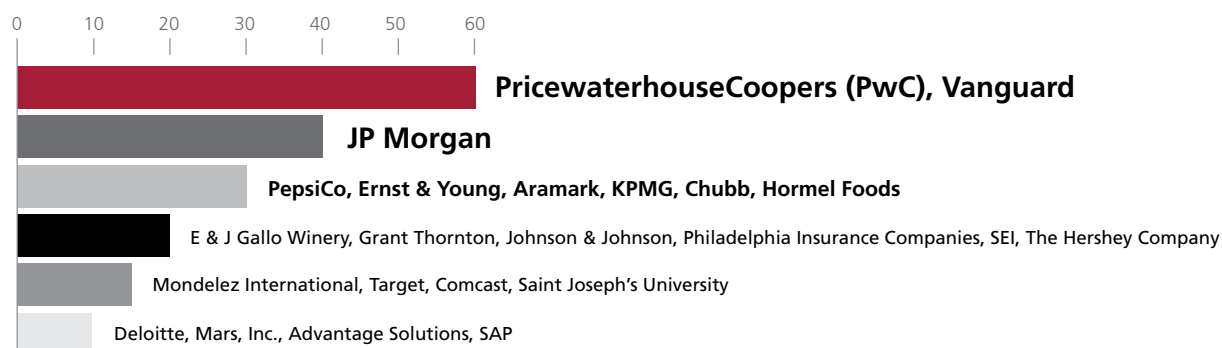 0 10 20 30 40 50 60
PricewaterhouseCoopers (PwC), Vanguard
JP Morgan
PepsiCo, Ernst & Young, Aramark, KPMG, Chubb, Hormel Foods
E & J Gallo Winery, Grant Thornton, Johnson & Johnson, Philadelphia Insurance Companies, SEI, The Hershey Company
Mondelez International, Target, Comcast, Saint Joseph’s University
Deloitte, Mars, Inc., Advantage Solutions, SAP